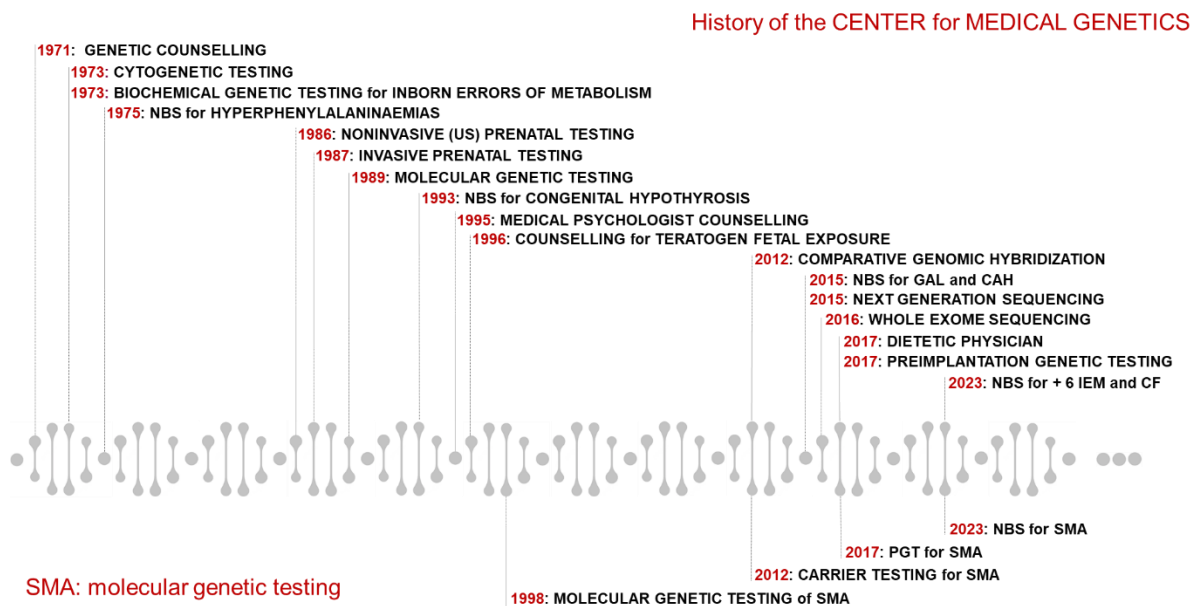 History of the CENTER for MEDICAL GENETICS
1971: GENETIC COUNSELLING
1973: CYTOGENETIC TESTING
1973: BIOCHEMICAL GENETIC TESTING for INBORN ERRORS OF METABOLISM
1975: NBS for HYPERPHENYLALANINAEMIAS
1986: NONINVASIVE (US) PRENATAL TESTING
1987: INVASIVE PRENATAL TESTING
1989: MOLECULAR GENETIC TESTING
1993: NBS for CONGENITAL HYPOTHYROSIS
1995: MEDICAL PSYCHOLOGIST COUNSELLING
1996: COUNSELLING for TERATOGEN FETAL EXPOSURE
2012: COMPARATIVE GENOMIC HYBRIDIZATION
2015: NBS for GAL and CAH
2015: NEXT GENERATION SEQUENCING
2016: WHOLE EXOME SEQUENCING
2017: DIETETIC PHYSICIAN
2017: PREIMPLANTATION GENETIC TESTING
2023: NBS for + 6 IEM and CF
2023: NBS for SMA
2017: PGT for SMA
2012: CARRIER TESTING for SMA
SMA: molecular genetic testing
1998: MOLECULAR GENETIC TESTING of SMA